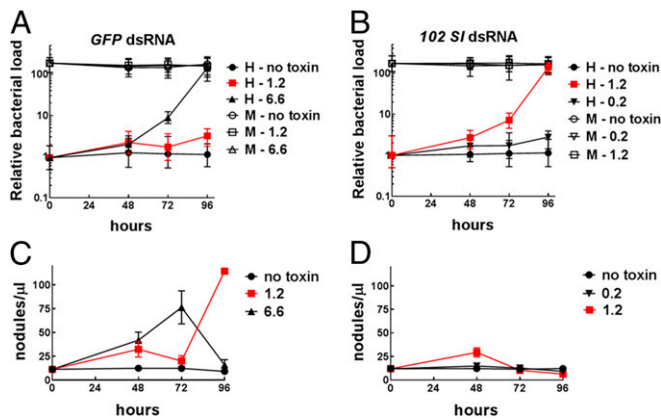 A
GFP dsRNA
Relative bacterial load
100
10
1
0.1
0 24 48 72 96
hours
H - no toxin
H - 1.2
H - 6.6
M - no toxin
M - 1.2
M - 6.6
B
102 SI dsRNA
Relative bacterial load
100
10
1
0.1
0 24 48 72 96
hours
H - no toxin
H - 1.2
H - 0.2
M - no toxin
M - 0.2
M - 1.2
C
nodules/µl
100
75
50
25
0
0 24 48 72 96
hours
no toxin
1.2
6.6
D
nodules/µl
100
75
50
25
0
0 24 48 72 96
hours
no toxin
0.2
1.2